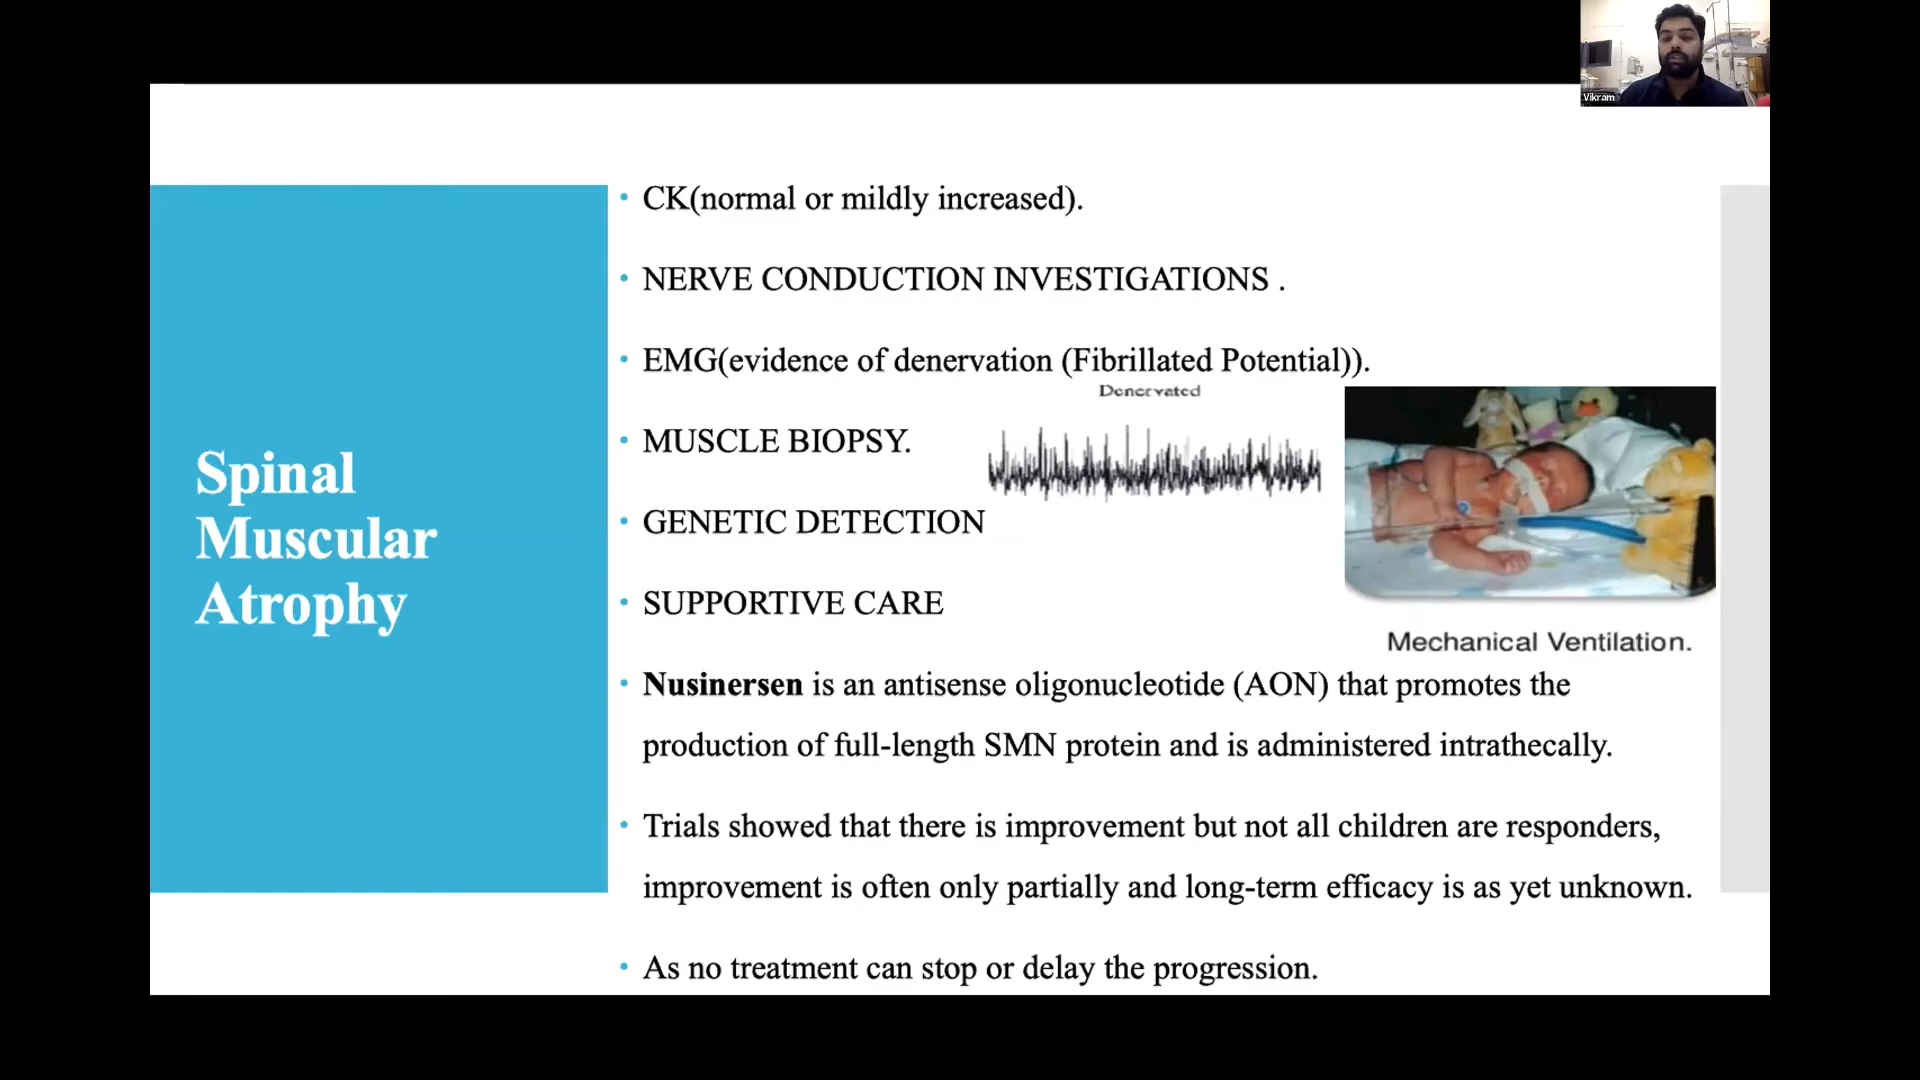 Vikram
Spinal
Muscular
Atrophy
CK(normal or mildly increased).
NERVE CONDUCTION INVESTIGATIONS .
EMG(evidence of denervation (Fibrillated Potential)).
Denervated
MUSCLE BIOPSY.
GENETIC DETECTION
SUPPORTIVE CARE
Mechanical Ventilation.
Nusinersen is an antisense oligonucleotide (AON) that promotes the
production of full-length SMN protein and is administered intrathecally.
Trials showed that there is improvement but not all children are responders,
improvement is often only partially and long-term efficacy is as yet unknown.
As no treatment can stop or delay the progression.